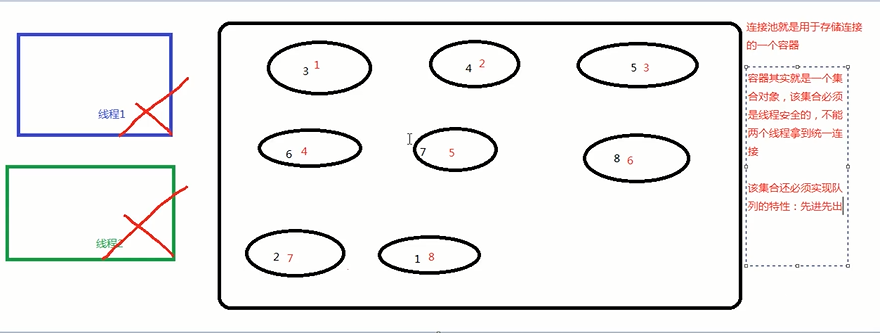 线程1
线程2
3 1
4 2
5 3
6 4
7 5
8 6
2 7
1 8
连接池就是用于存储连接
的一个容器
容器其实就是一个集
合对象，该集合必须
是线程安全的，不能
两个线程拿到统一连
接
该集合还必须实现队
列的特性：先进先出